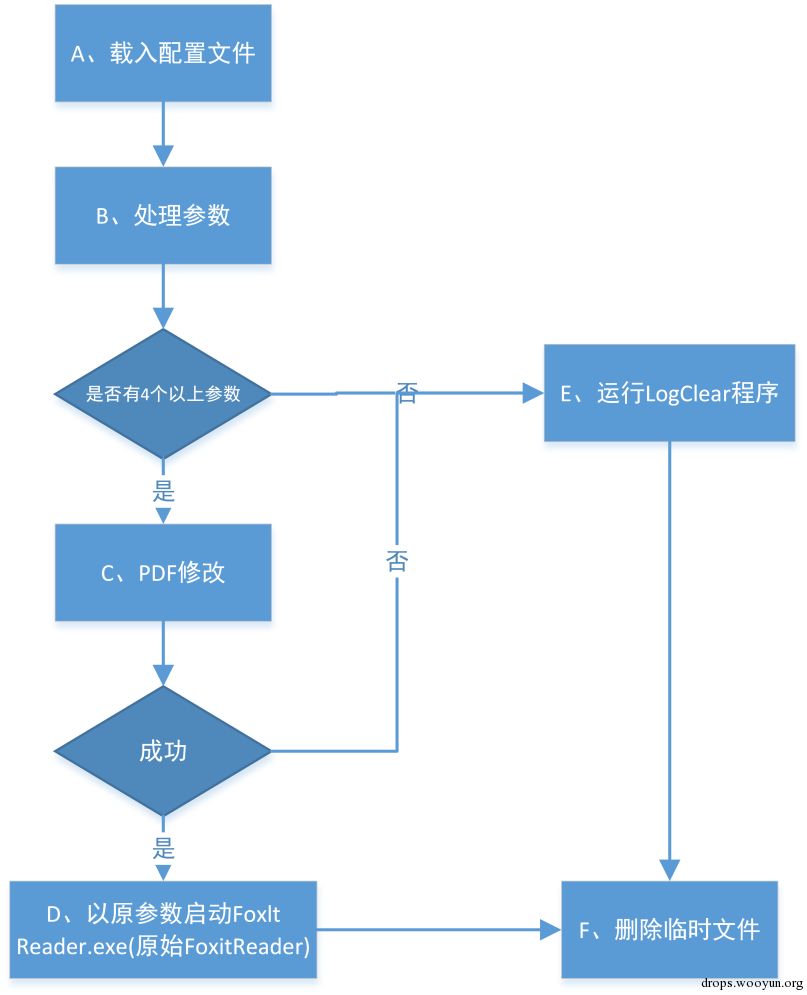 A、载入配置文件
B、处理参数
是否有4个以上参数
否
E、运行LogClear程序
是
C、PDF修改
否
成功
是
D、以原参数启动FoxIt
Reader.exe(原始FoxitReader)
F、删除临时文件
drops.wooyun.org